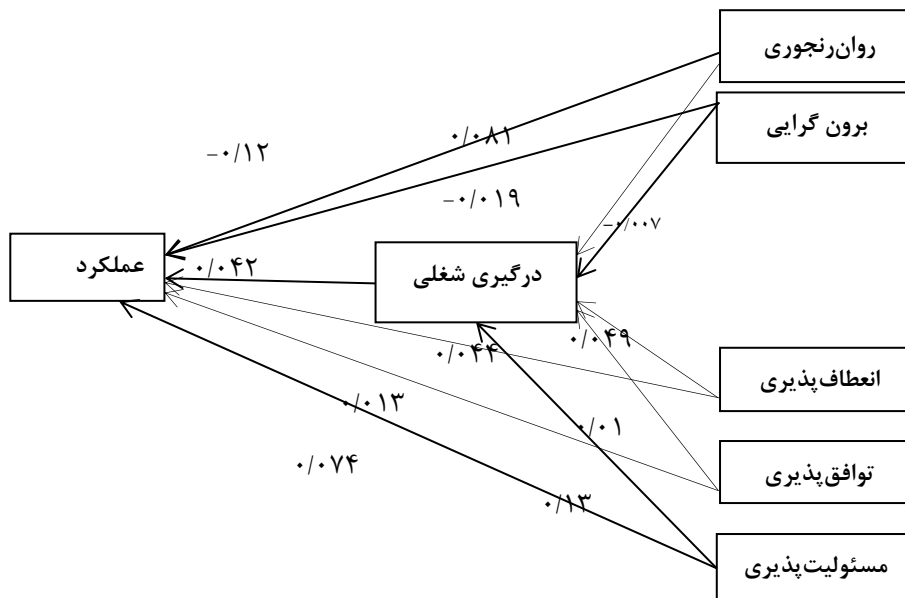 روان‌رنجوری
برون گرایی
۰/۰۸۱
–۰/۱۲
–۰/۰۱۹
–۰/۰۰۷
عملکرد
درگیری شغلی
۰/۰۴۲
۰/۰۴۹
۰/۰۴۴
انعطاف‌پذیری
۰/۰۱۳
۰/۰۱
توافق‌پذیری
۰/۰۷۴
۰/۱۳
مسئولیت‌پذیری